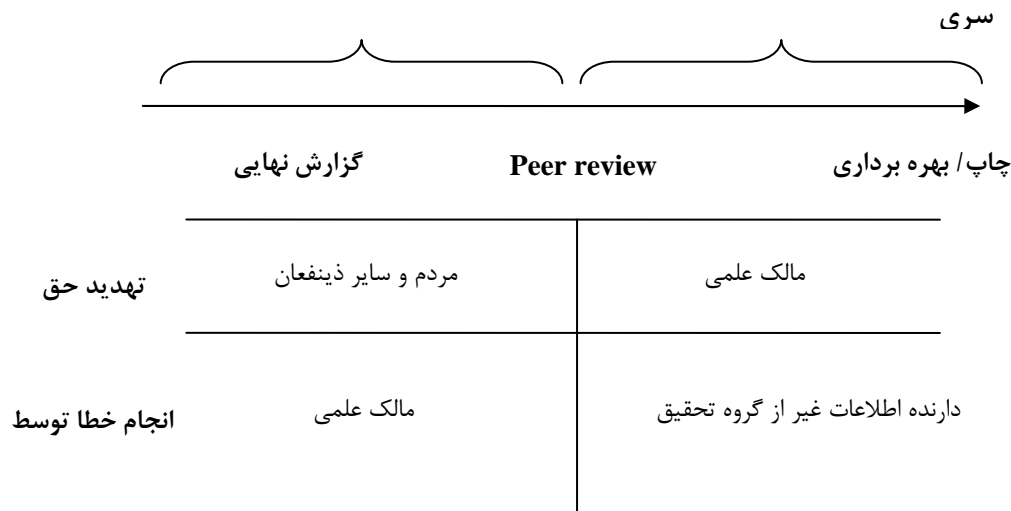 سری
گزارش نهایی Peer review چاپ/ بهره برداری
تهدید حق مردم و سایر ذینفعان مالک علمی
انجام خطا توسط مالک علمی دارنده اطلاعات غیر از گروه تحقیق